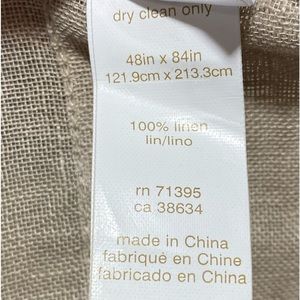 dry clean only
48in x 84in
121.9cm x 213.3cm
100% linen
lin/lino
rn 71395
ca 38634
made in China
fabriqué en Chine
fabricado en China